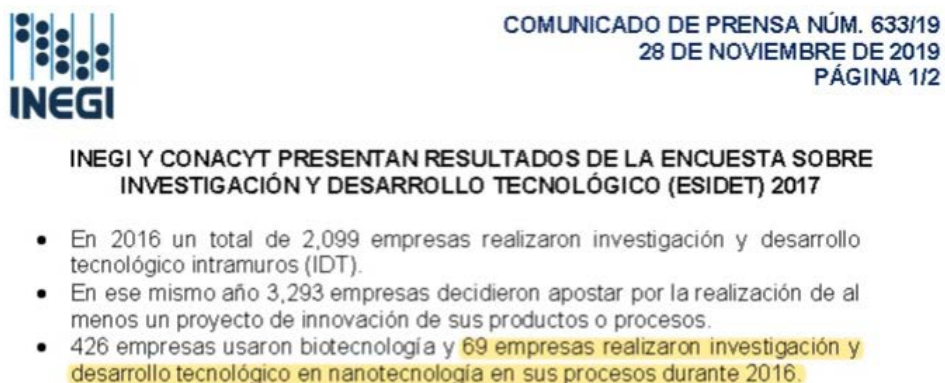 INEGI
COMUNICADO DE PRENSA NÚM. 633/19
28 DE NOVIEMBRE DE 2019
PÁGINA 1/2
INEGI Y CONACYT PRESENTAN RESULTADOS DE LA ENCUESTA SOBRE
INVESTIGACIÓN Y DESARROLLO TECNOLÓGICO (ESIDET) 2017
• En 2016 un total de 2,099 empresas realizaron investigación y desarrollo
tecnológico intramuros (IDT).
• En ese mismo año 3,293 empresas decidieron apostar por la realización de al
menos un proyecto de innovación de sus productos o procesos.
• 426 empresas usaron biotecnología y 69 empresas realizaron investigación y
desarrollo tecnológico en nanotecnología en sus procesos durante 2016.